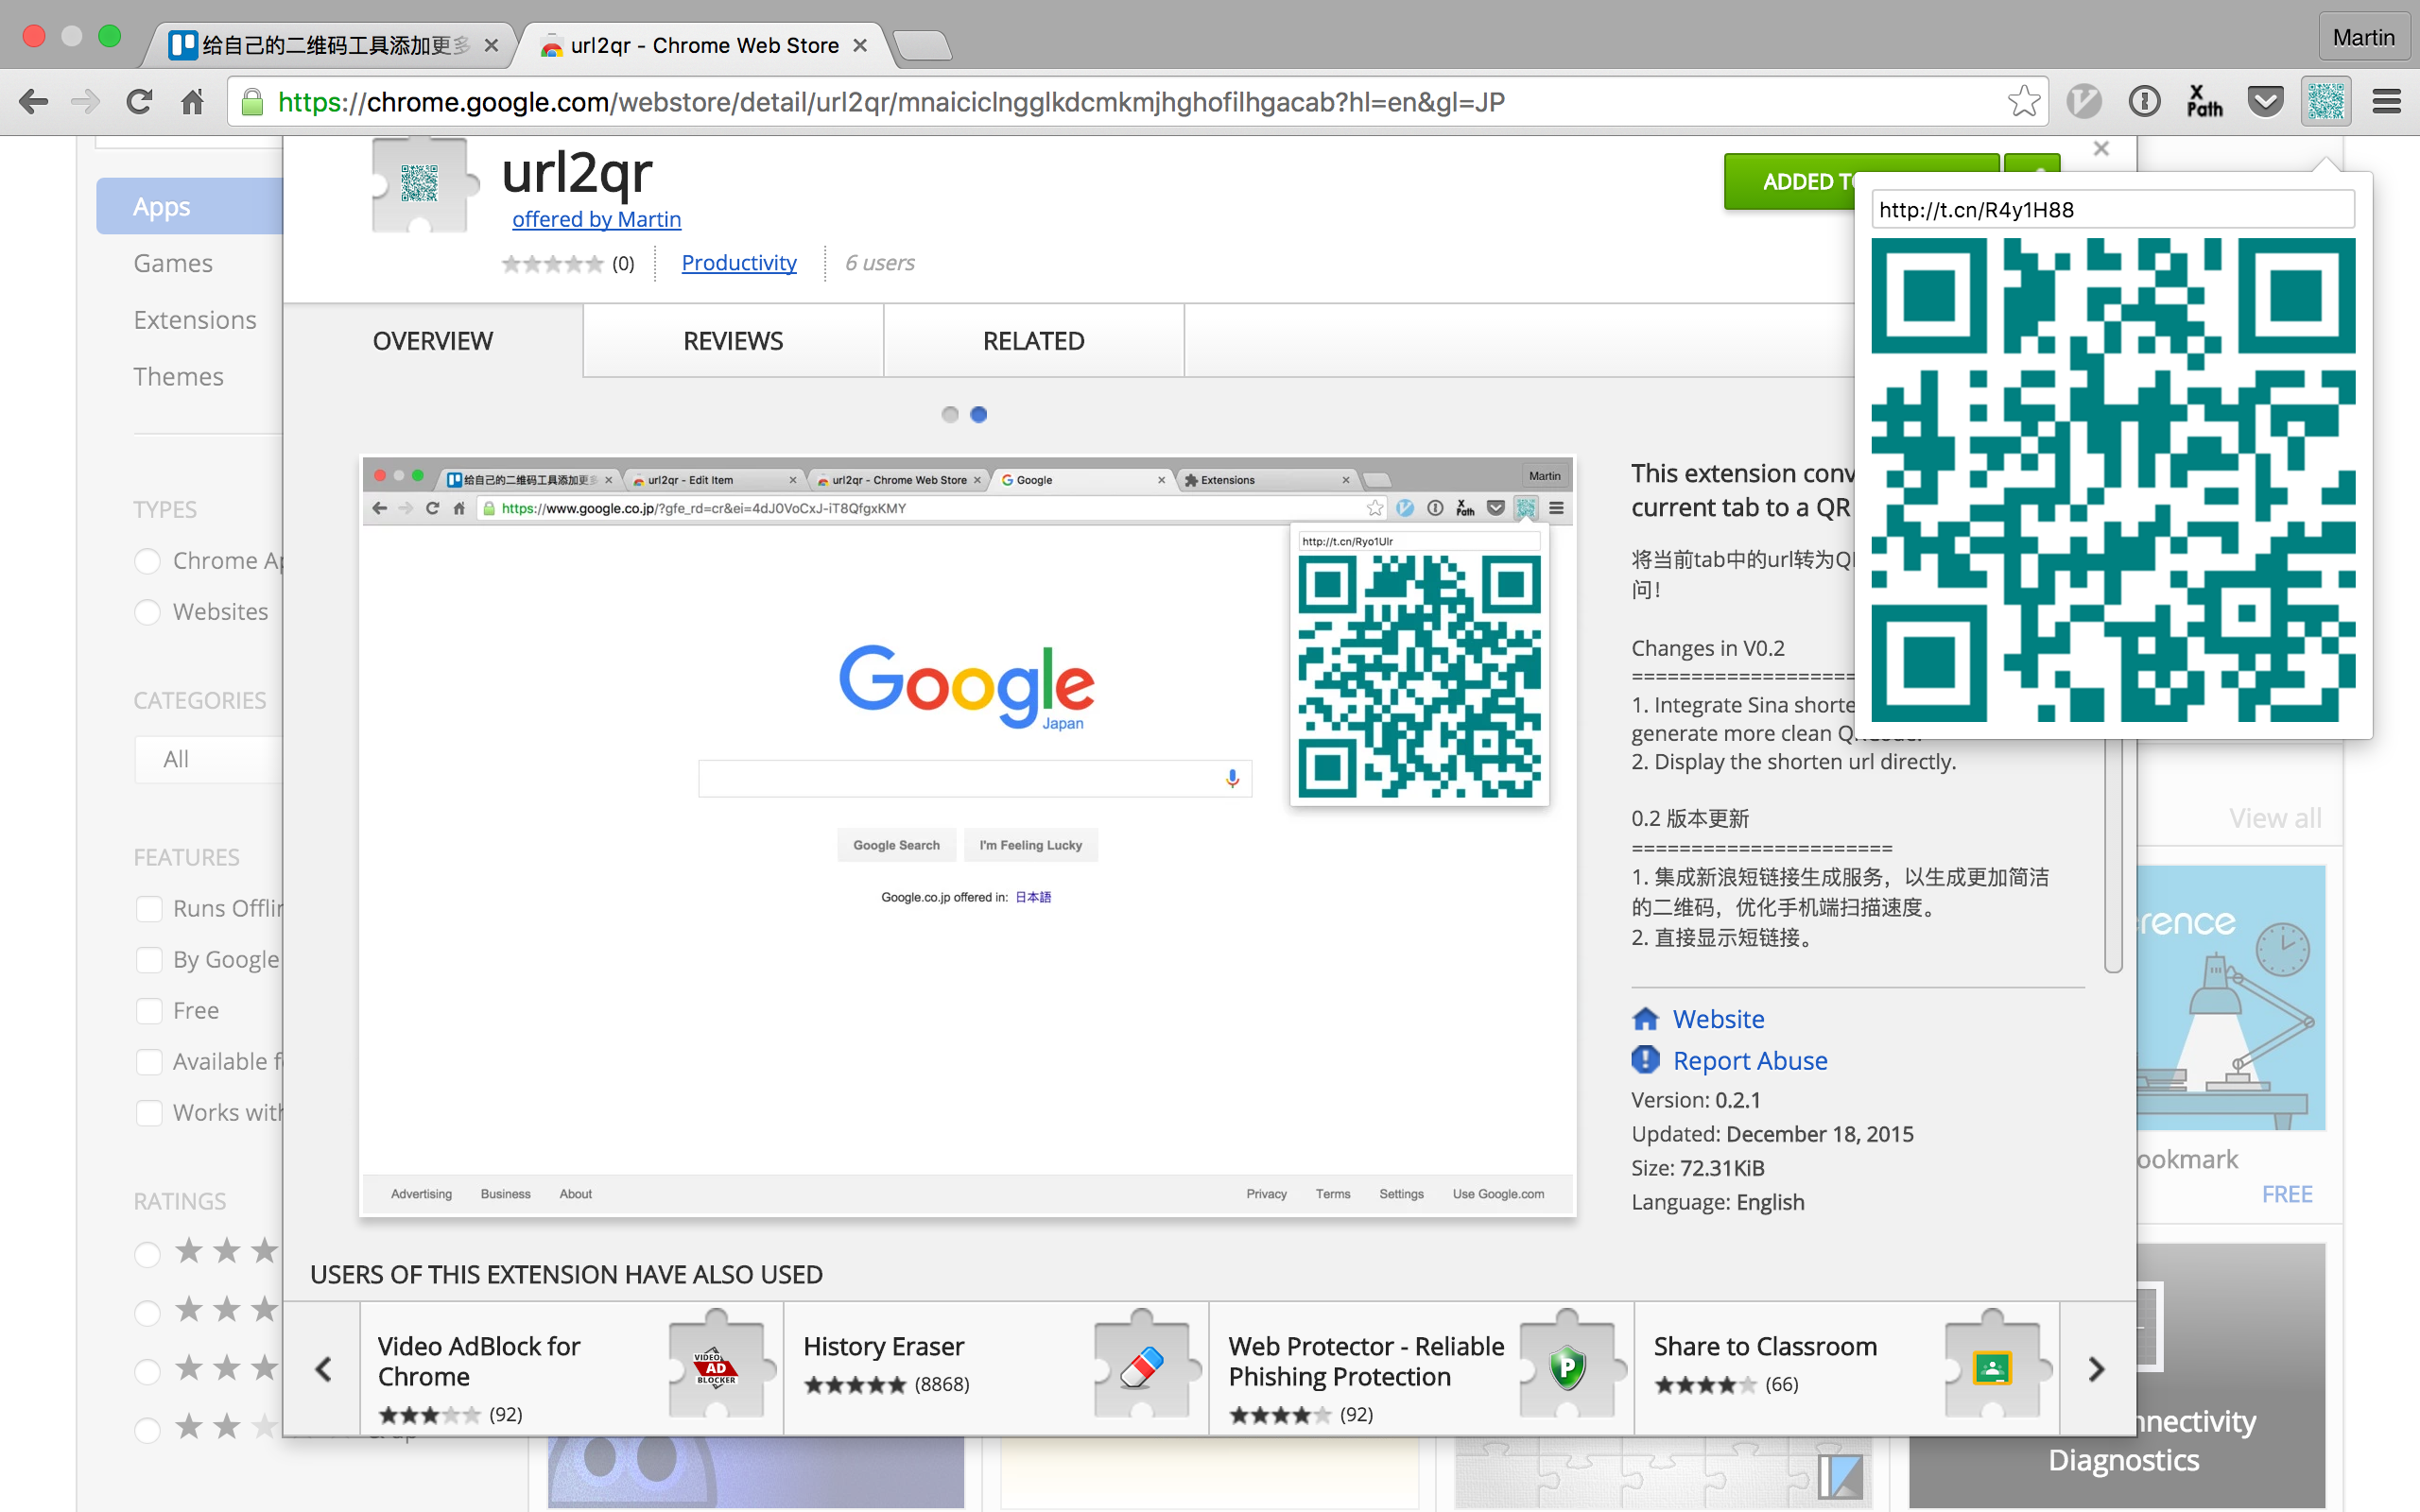 给自己的二维码工具添加更多
url2qr - Chrome Web Store
Martin
https://chrome.google.com/webstore/detail/url2qr/mnaiciclngglkdcmkmjhghofilhgacab?hl=en&gl=JP
X
Path
url2qr
offered by Martin
(0)
Productivity
6 users
ADDED TO
http://t.cn/R4y1H88
Apps
Games
Extensions
Themes
TYPES
Chrome Ap
Websites
CATEGORIES
All
FEATURES
Runs Offlin
By Google
Free
Available f
Works with
RATINGS
OVERVIEW
REVIEWS
RELATED
给自己的二维码工具添加更多
url2qr - Edit Item
url2qr - Chrome Web Store
Google
Extensions
Martin
https://www.google.co.jp/?gfe_rd=cr&ei=4dJ0VoCxJ-iT8QfgxKMY
X
Path
http://t.cn/Ryo1Ulr
Google
Japan
Google Search
I'm Feeling Lucky
Google.co.jp offered in: 日本語
Advertising
Business
About
Privacy
Terms
Settings
Use Google.com
This extension conv
current tab to a QR
将当前tab中的url转为Q
问！
Changes in V0.2
===================
1. Integrate Sina shorte
generate more clean QRCode.
2. Display the shorten url directly.
0.2 版本更新
======================
1. 集成新浪短链接生成服务，以生成更加简洁
的二维码，优化手机端扫描速度。
2. 直接显示短链接。
Website
Report Abuse
Version: 0.2.1
Updated: December 18, 2015
Size: 72.31KiB
Language: English
View all
rence
ookmark
FREE
nnectivity
Diagnostics
USERS OF THIS EXTENSION HAVE ALSO USED
Video AdBlock for
Chrome
(92)
VIDEO
AD
BLOCKER
History Eraser
(8868)
Web Protector - Reliable
Phishing Protection
(92)
P
Share to Classroom
(66)